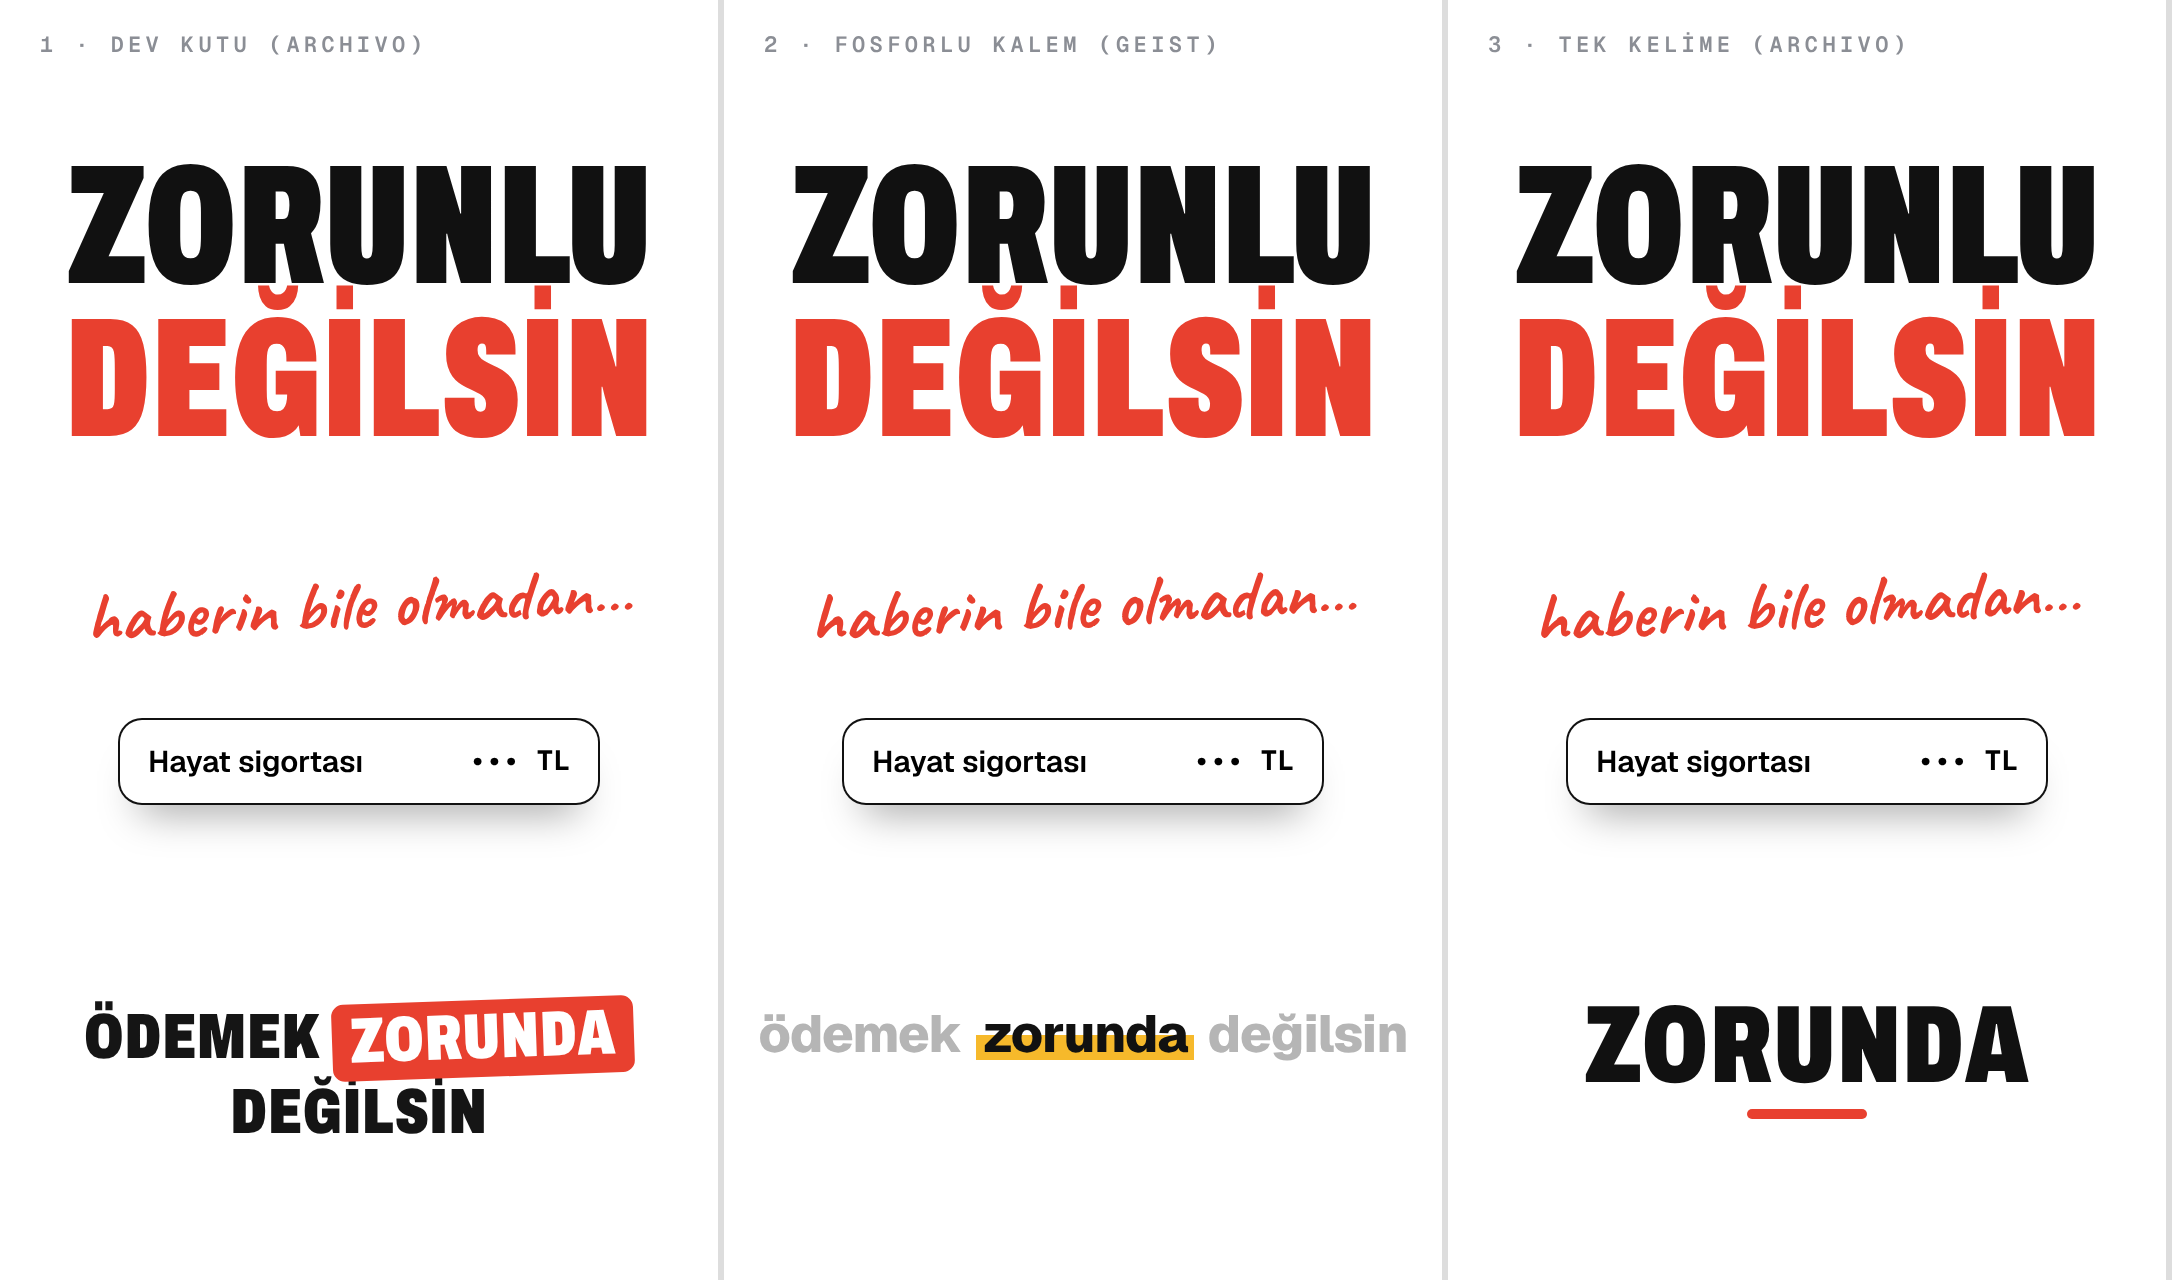 1 · DEV KUTU (ARCHIVO)
ZORUNLU
DEĞİLSİN
haberin bile olmadan...
Hayat sigortası ••• TL
ÖDEMEK ZORUNDA
DEĞİLSİN
2 · FOSFORLU KALEM (GEIST)
ZORUNLU
DEĞİLSİN
haberin bile olmadan...
Hayat sigortası ••• TL
ödemek zorunda değilsin
3 · TEK KELİME (ARCHIVO)
ZORUNLU
DEĞİLSİN
haberin bile olmadan...
Hayat sigortası ••• TL
ZORUNDA